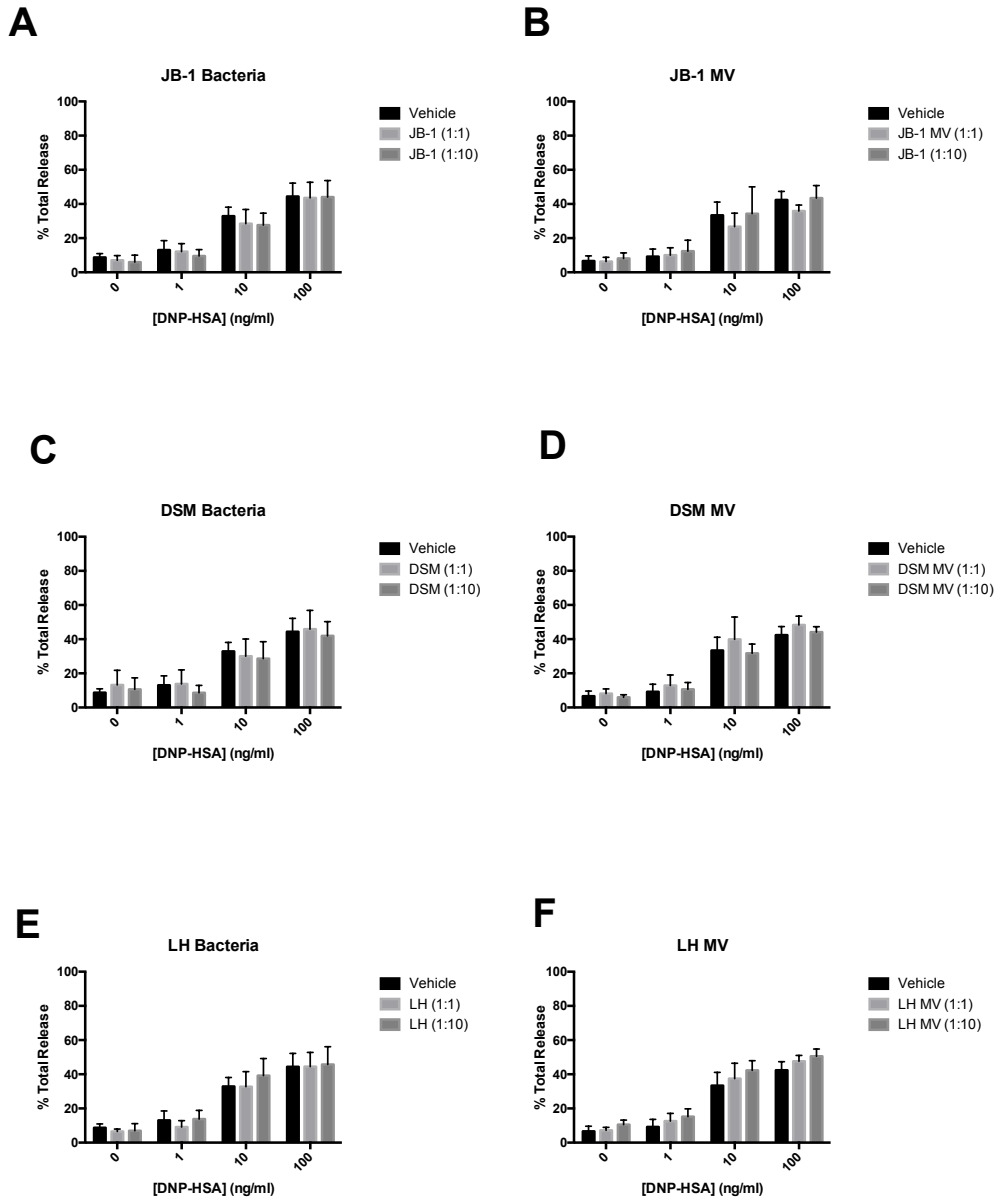 A
JB-1 Bacteria
% Total Release
100
80
60
40
20
0
0
1
10
100
[DNP-HSA] (ng/ml)
Vehicle
JB-1 (1:1)
JB-1 (1:10)
B
JB-1 MV
% Total Release
100
80
60
40
20
0
0
1
10
100
[DNP-HSA] (ng/ml)
Vehicle
JB-1 MV (1:1)
JB-1 (1:10)
C
DSM Bacteria
% Total Release
100
80
60
40
20
0
0
1
10
100
[DNP-HSA] (ng/ml)
Vehicle
DSM (1:1)
DSM (1:10)
D
DSM MV
% Total Release
100
80
60
40
20
0
0
1
10
100
[DNP-HSA] (ng/ml)
Vehicle
DSM MV (1:1)
DSM MV (1:10)
E
LH Bacteria
% Total Release
100
80
60
40
20
0
0
1
10
100
[DNP-HSA] (ng/ml)
Vehicle
LH (1:1)
LH (1:10)
F
LH MV
% Total Release
100
80
60
40
20
0
0
1
10
100
[DNP-HSA] (ng/ml)
Vehicle
LH MV (1:1)
LH MV (1:10)